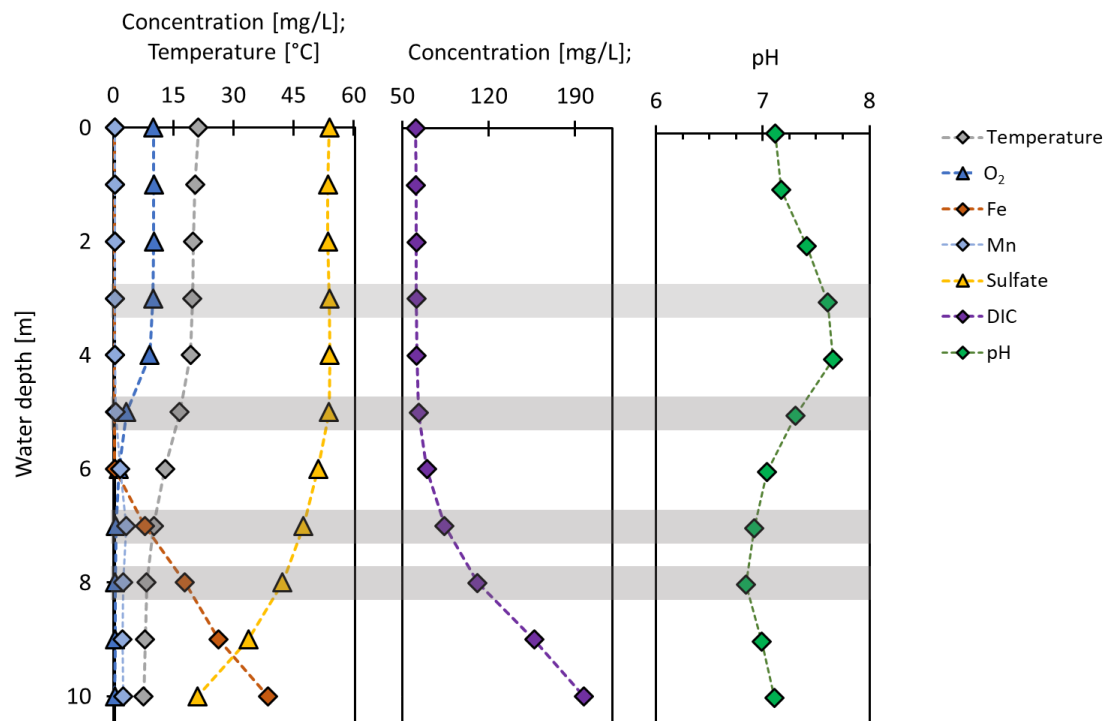 Concentration [mg/L];
Temperature [°C]
0 15 30 45 60
Concentration [mg/L];
50 120 190
pH
6 7 8
Water depth [m]
0
2
4
6
8
10
Temperature
O₂
Fe
Mn
Sulfate
DIC
pH